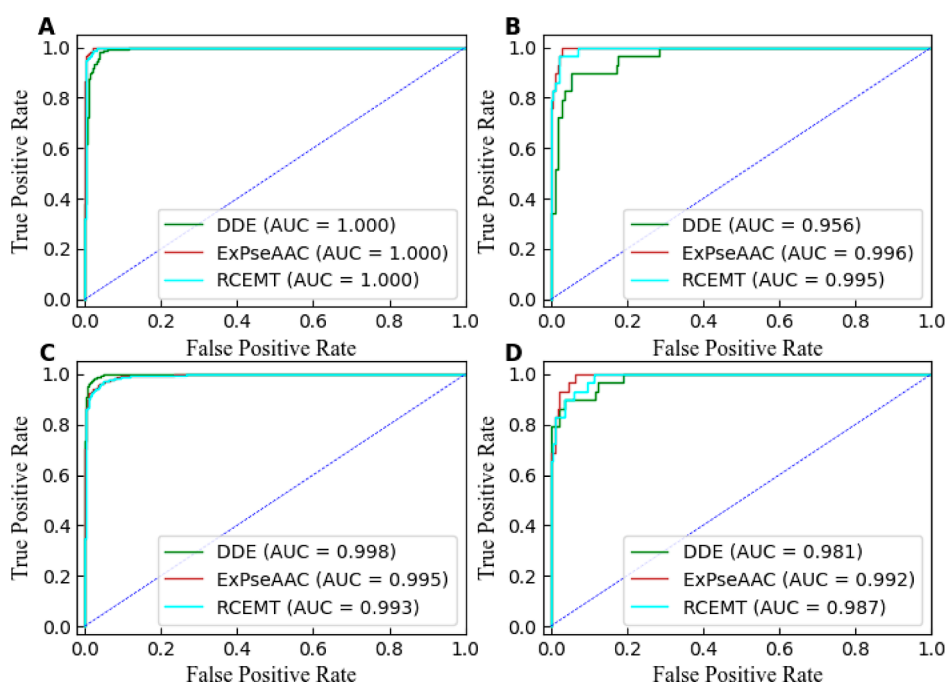 A
1.0
0.8
0.6
0.4
0.2
0.0
True Positive Rate
DDE (AUC = 1.000)
ExPseAAC (AUC = 1.000)
RCEMT (AUC = 1.000)
0.0 0.2 0.4 0.6 0.8 1.0
False Positive Rate
B
1.0
0.8
0.6
0.4
0.2
0.0
True Positive Rate
DDE (AUC = 0.956)
ExPseAAC (AUC = 0.996)
RCEMT (AUC = 0.995)
0.0 0.2 0.4 0.6 0.8 1.0
False Positive Rate
C
1.0
0.8
0.6
0.4
0.2
0.0
True Positive Rate
DDE (AUC = 0.998)
ExPseAAC (AUC = 0.995)
RCEMT (AUC = 0.993)
0.0 0.2 0.4 0.6 0.8 1.0
False Positive Rate
D
1.0
0.8
0.6
0.4
0.2
0.0
True Positive Rate
DDE (AUC = 0.981)
ExPseAAC (AUC = 0.992)
RCEMT (AUC = 0.987)
0.0 0.2 0.4 0.6 0.8 1.0
False Positive Rate